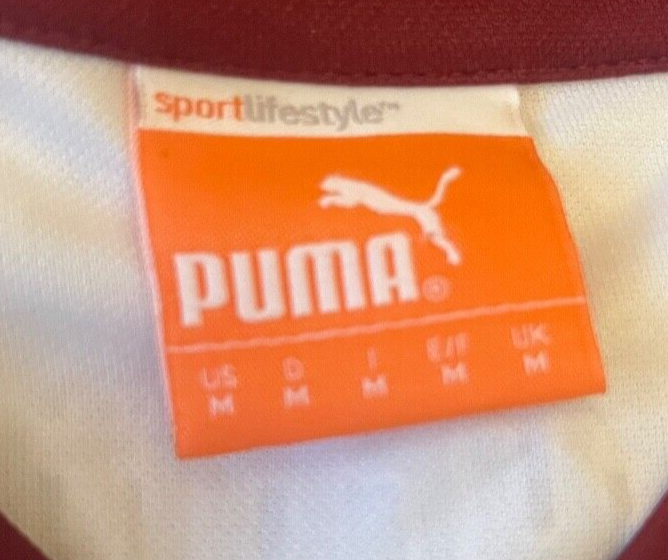 sportlifestyle™
PUMA®
US D I E/F UK
M M M M M